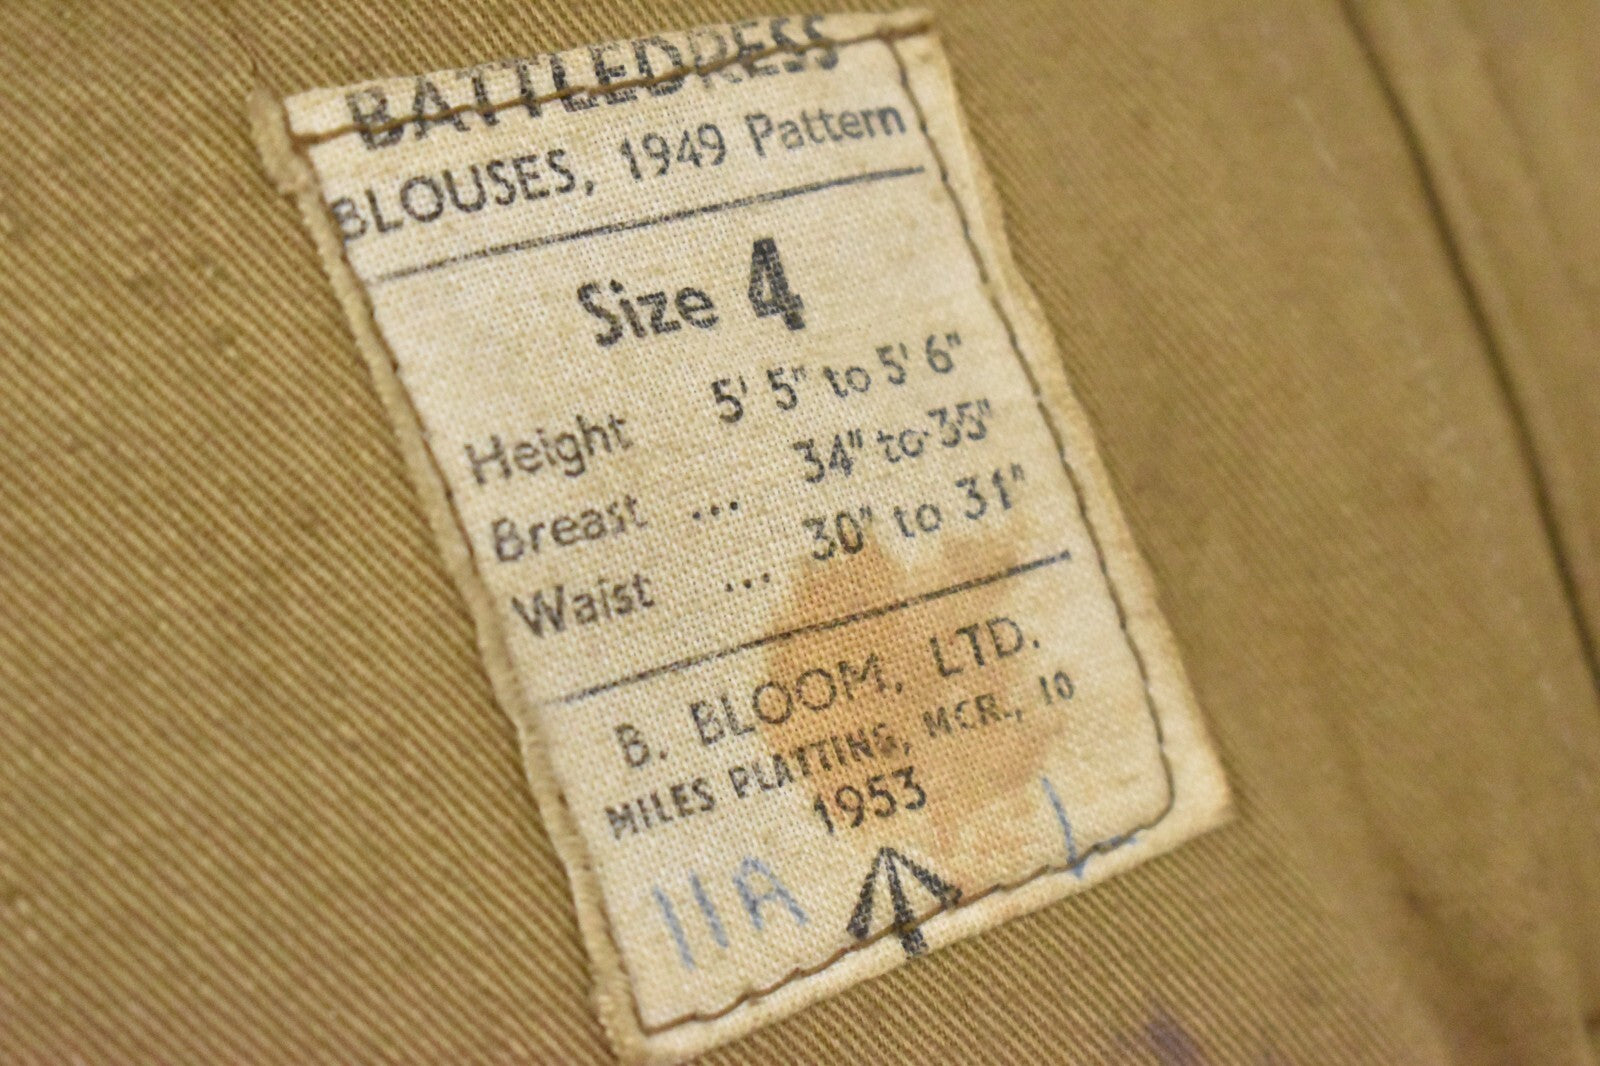 BATTLEDRESS
BLOUSES, 1949 Pattern
Size 4
Height 5' 5" to 5' 6"
Breast ... 34" to 35"
Waist ... 30" to 31"
B. BLOOM, LTD.
MILES PLATTING, MCR., 10
1953
11A L